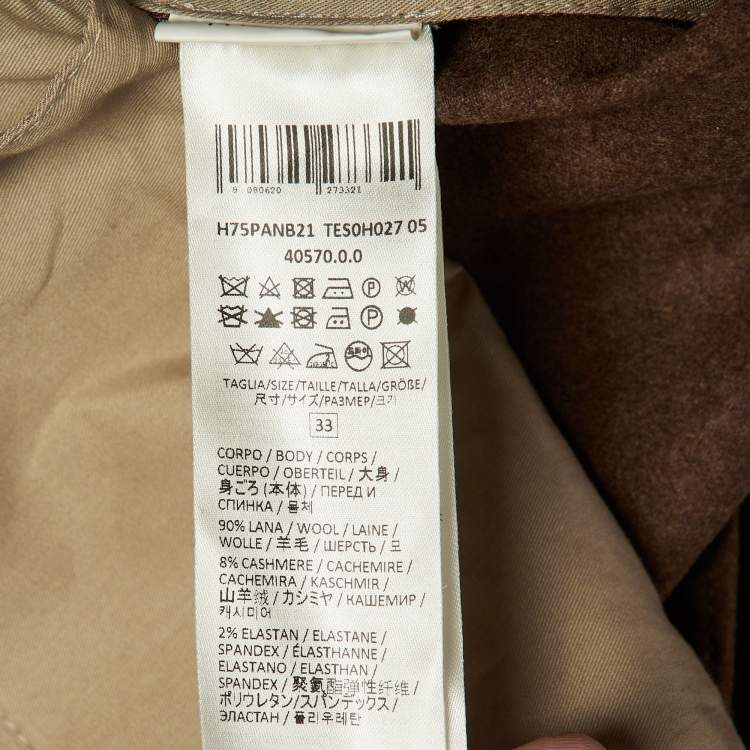 8 080620 273321
H75PANB21 TES0H027 05
40570.0.0
TAGLIA/SIZE/TAILLE/TALLA/GRÖßE/
尺寸/サイズ/РАЗМЕР/크기
33
CORPO / BODY / CORPS /
CUERPO / OBERTEIL / 大身 /
身ごろ (本体) / ПЕРЕД И
СПИНКА / 몸체
90% LANA / WOOL / LAINE /
WOLLE / 羊毛 / ШЕРСТЬ / 모
8% CASHMERE / CACHEMIRE /
CACHEMIRA / KASCHMIR /
山羊绒 / カシミヤ / КАШЕМИР /
캐시미어
2% ELASTAN / ELASTANE /
SPANDEX / ÉLASTHANNE /
ELASTANO / ELASTHAN /
SPANDEX / 聚氨酯弹性纤维 /
ポリウレタン/スパンデックス /
ЭЛАСТАН / 폴리우레탄